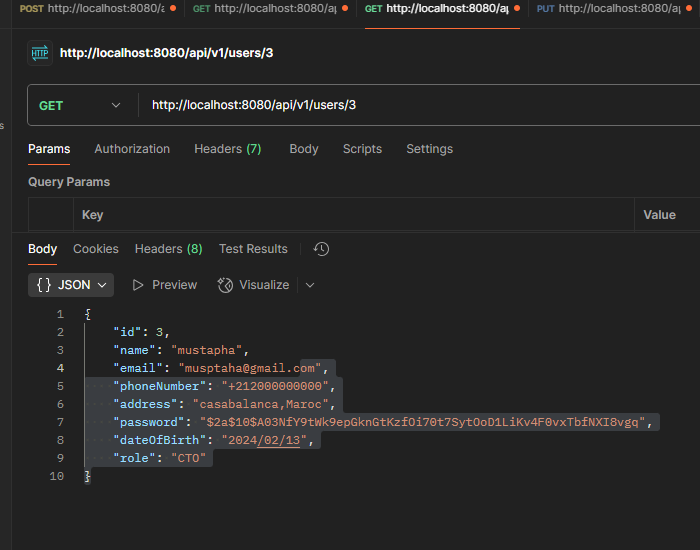 POST http://localhost:8080/a
GET http://localhost:8080/ap
GET http://localhost:8080/ap
PUT http://localhost:8080/ap
HTTP http://localhost:8080/api/v1/users/3
GET http://localhost:8080/api/v1/users/3
s
Params Authorization Headers (7) Body Scripts Settings
Query Params
Key Value
Body Cookies Headers (8) Test Results
{ } JSON Preview Visualize
1 {
2 "id": 3,
3 "name": "mustapha",
4 "email": "musptaha@gmail.com",
5 "phoneNumber": "+212000000000",
6 "address": "casabalanca,Maroc",
7 "password": "$2a$10$A03NfY9tWk9epGknGtKzfOi70t7SytOoD1LiKv4F0vxTbfNXI8vgq",
8 "dateOfBirth": "2024/02/13",
9 "role": "CTO"
10 }